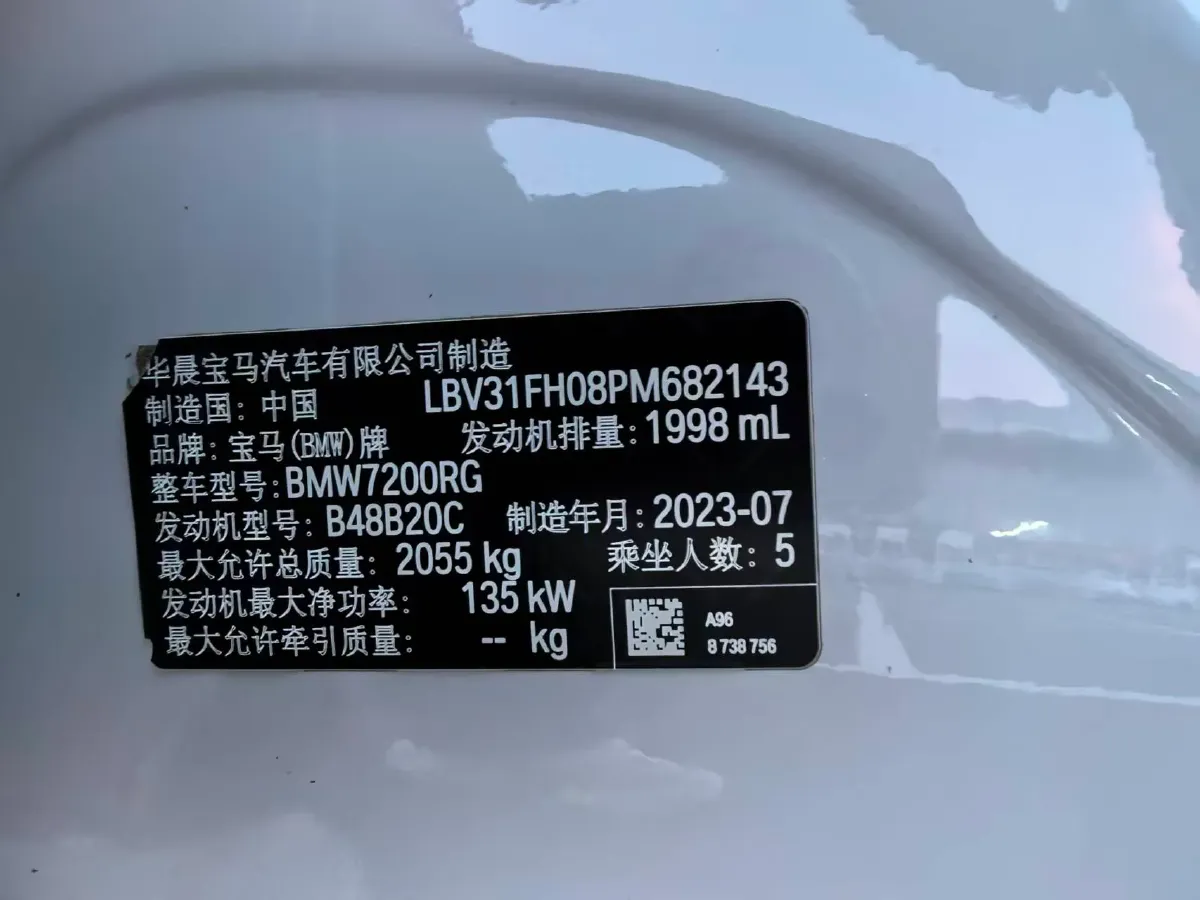 华晨宝马汽车有限公司制造
制造国：中国 LBV31FH08PM682143
品牌：宝马(BMW)牌 发动机排量：1998 mL
整车型号：BMW7200RG
发动机型号：B48B20C 制造年月：2023-07
最大允许总质量：2055 kg 乘坐人数：5
发动机最大净功率：135 kW
最大允许牵引质量：-- kg
A96
8 738 756